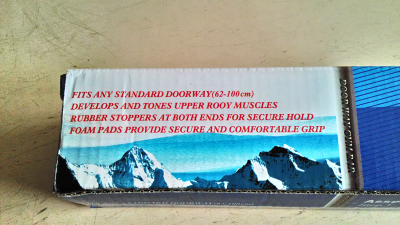 FITS ANY STANDARD DOORWAY(62-100cm)
DEVELOPS AND TONES UPPER ROOY MUSCLES
RUBBER STOPPERS AT BOTH ENDS FOR SECURE HOLD
FOAM PADS PROVIDE SECURE AND COMFORTABLE GRIP